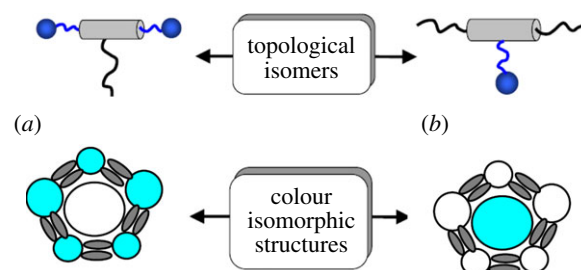 topological
isomers
(a)
(b)
colour
isomorphic
structures